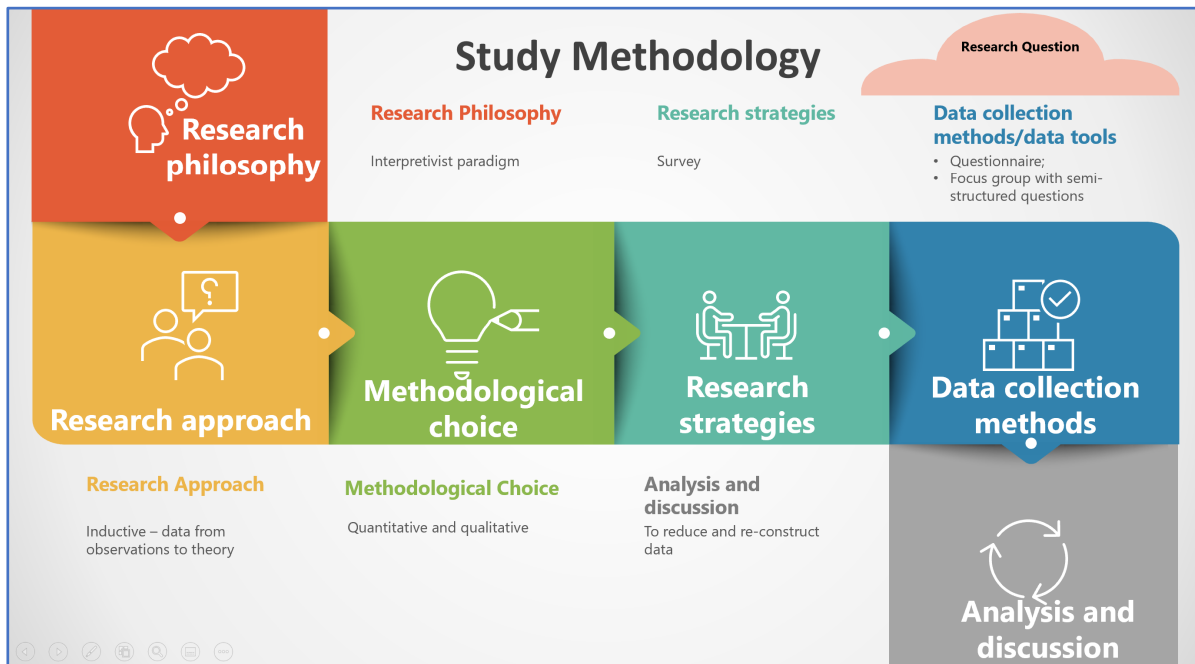 Study Methodology
Research Question
Research
philosophy
Research Philosophy
Interpretivist paradigm
Research strategies
Survey
Data collection
methods/data tools
• Questionnaire;
• Focus group with semi-
structured questions
Research approach
Methodological
choice
Research
strategies
Data collection
methods
Research Approach
Inductive – data from
observations to theory
Methodological Choice
Quantitative and qualitative
Analysis and
discussion
To reduce and re-construct
data
Analysis and
discussion